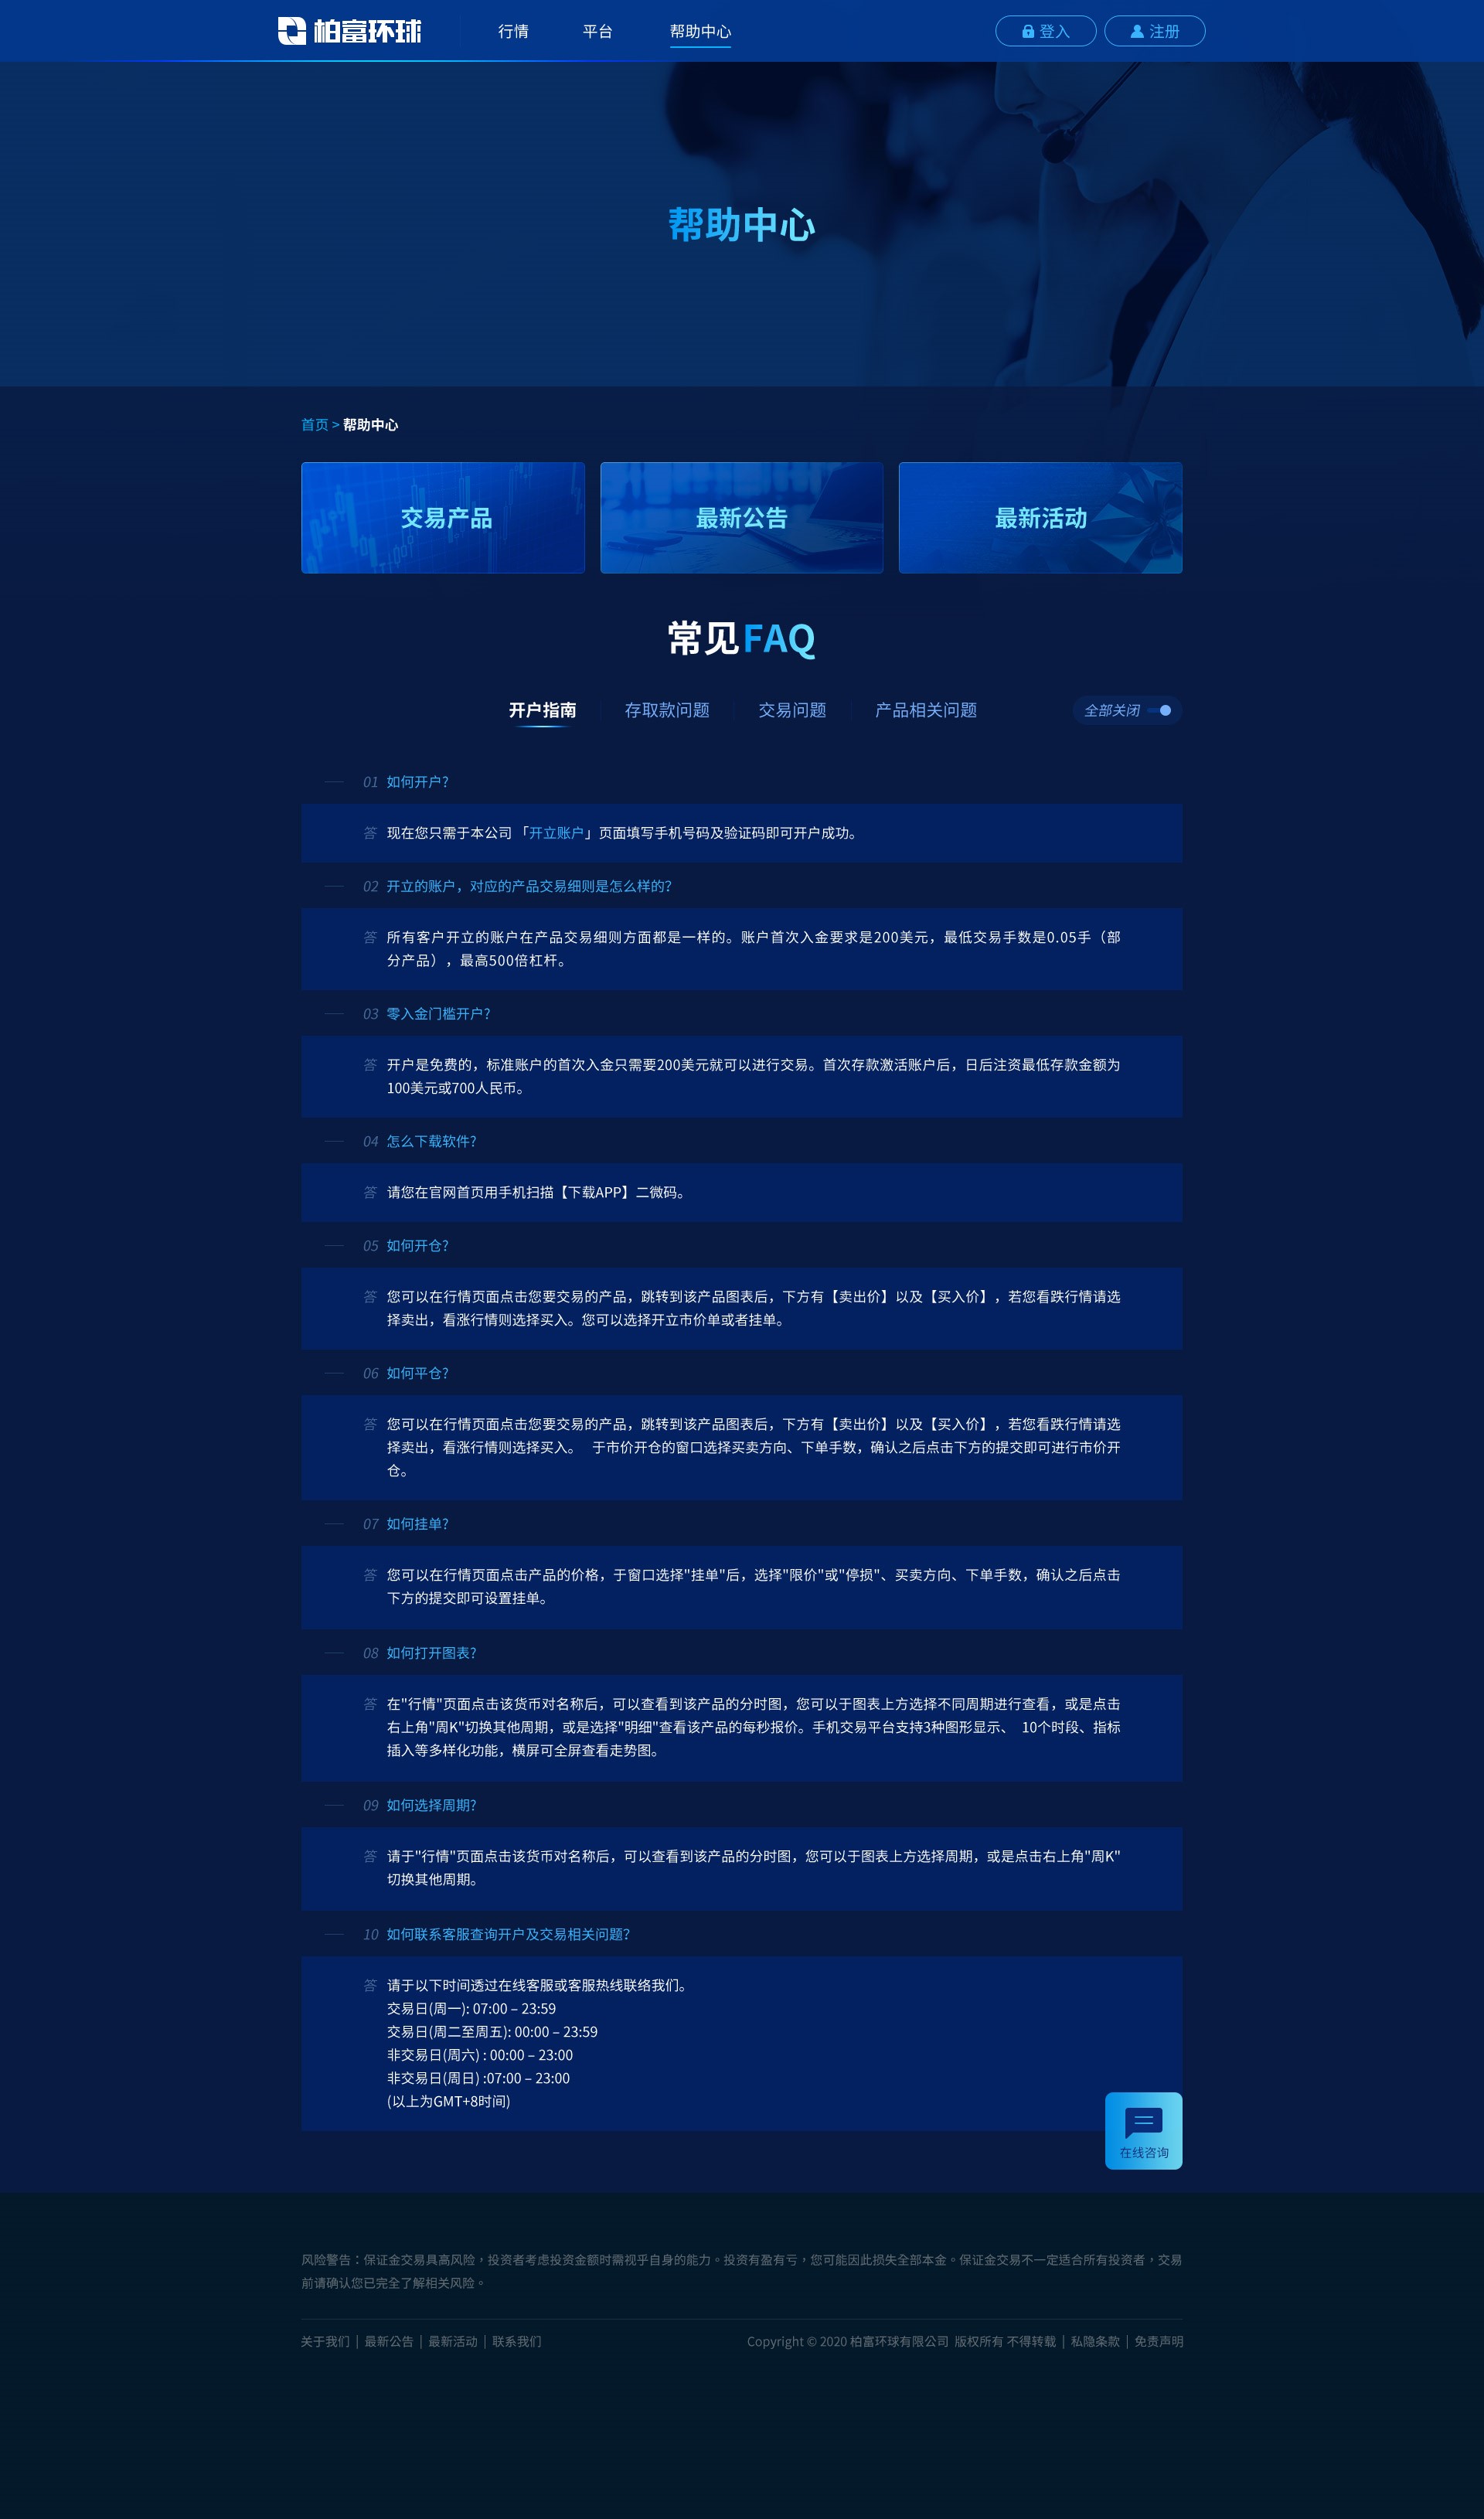 柏富环球
行情 平台 帮助中心 登入 注册
帮助中心
首页 > 帮助中心
交易产品 最新公告 最新活动
常见FAQ
开户指南 存取款问题 交易问题 产品相关问题 全部关闭
01 如何开户?
答 现在您只需于本公司 「开立账户」页面填写手机号码及验证码即可开户成功。
02 开立的账户，对应的产品交易细则是怎么样的?
答 所有客户开立的账户在产品交易细则方面都是一样的。账户首次入金要求是200美元，最低交易手数是0.05手（部
分产品），最高500倍杠杆。
03 零入金门槛开户?
答 开户是免费的，标准账户的首次入金只需要200美元就可以进行交易。首次存款激活账户后，日后注资最低存款金额为
100美元或700人民币。
04 怎么下载软件?
答 请您在官网首页用手机扫描【下载APP】二微码。
05 如何开仓?
答 您可以在行情页面点击您要交易的产品，跳转到该产品图表后，下方有【卖出价】以及【买入价】，若您看跌行情请选
择卖出，看涨行情则选择买入。您可以选择开立市价单或者挂单。
06 如何平仓?
答 您可以在行情页面点击您要交易的产品，跳转到该产品图表后，下方有【卖出价】以及【买入价】，若您看跌行情请选
择卖出，看涨行情则选择买入。 于市价开仓的窗口选择买卖方向、下单手数，确认之后点击下方的提交即可进行市价开
仓。
07 如何挂单?
答 您可以在行情页面点击产品的价格，于窗口选择"挂单"后，选择"限价"或"停损"、买卖方向、下单手数，确认之后点击
下方的提交即可设置挂单。
08 如何打开图表?
答 在"行情"页面点击该货币对名称后，可以查看到该产品的分时图，您可以于图表上方选择不同周期进行查看，或是点击
右上角"周K"切换其他周期，或是选择"明细"查看该产品的每秒报价。手机交易平台支持3种图形显示、 10个时段、指标
插入等多样化功能，横屏可全屏查看走势图。
09 如何选择周期?
答 请于"行情"页面点击该货币对名称后，可以查看到该产品的分时图，您可以于图表上方选择周期，或是点击右上角"周K"
切换其他周期。
10 如何联系客服查询开户及交易相关问题?
答 请于以下时间透过在线客服或客服热线联络我们。
交易日(周一): 07:00 – 23:59
交易日(周二至周五): 00:00 – 23:59
非交易日(周六) : 00:00 – 23:00
非交易日(周日) :07:00 – 23:00
(以上为GMT+8时间)
在线咨询
风险警告：保证金交易具高风险，投资者考虑投资金额时需视乎自身的能力。投资有盈有亏，您可能因此损失全部本金。保证金交易不一定适合所有投资者，交易
前请确认您已完全了解相关风险。
关于我们 | 最新公告 | 最新活动 | 联系我们 Copyright © 2020 柏富环球有限公司 版权所有 不得转载 | 私隐条款 | 免责声明